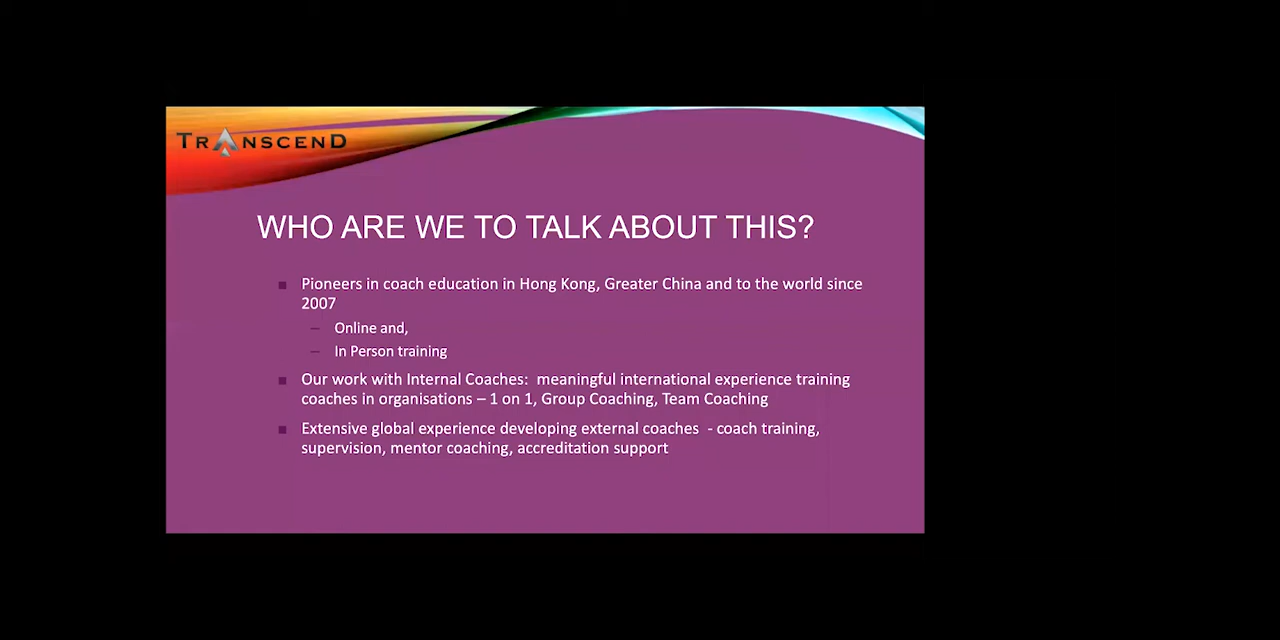 TRANSCEND
WHO ARE WE TO TALK ABOUT THIS?
Pioneers in coach education in Hong Kong, Greater China and to the world since
2007
– Online and,
– In Person training
Our work with Internal Coaches:  meaningful international experience training
coaches in organisations – 1 on 1, Group Coaching, Team Coaching
Extensive global experience developing external coaches  - coach training,
supervision, mentor coaching, accreditation support